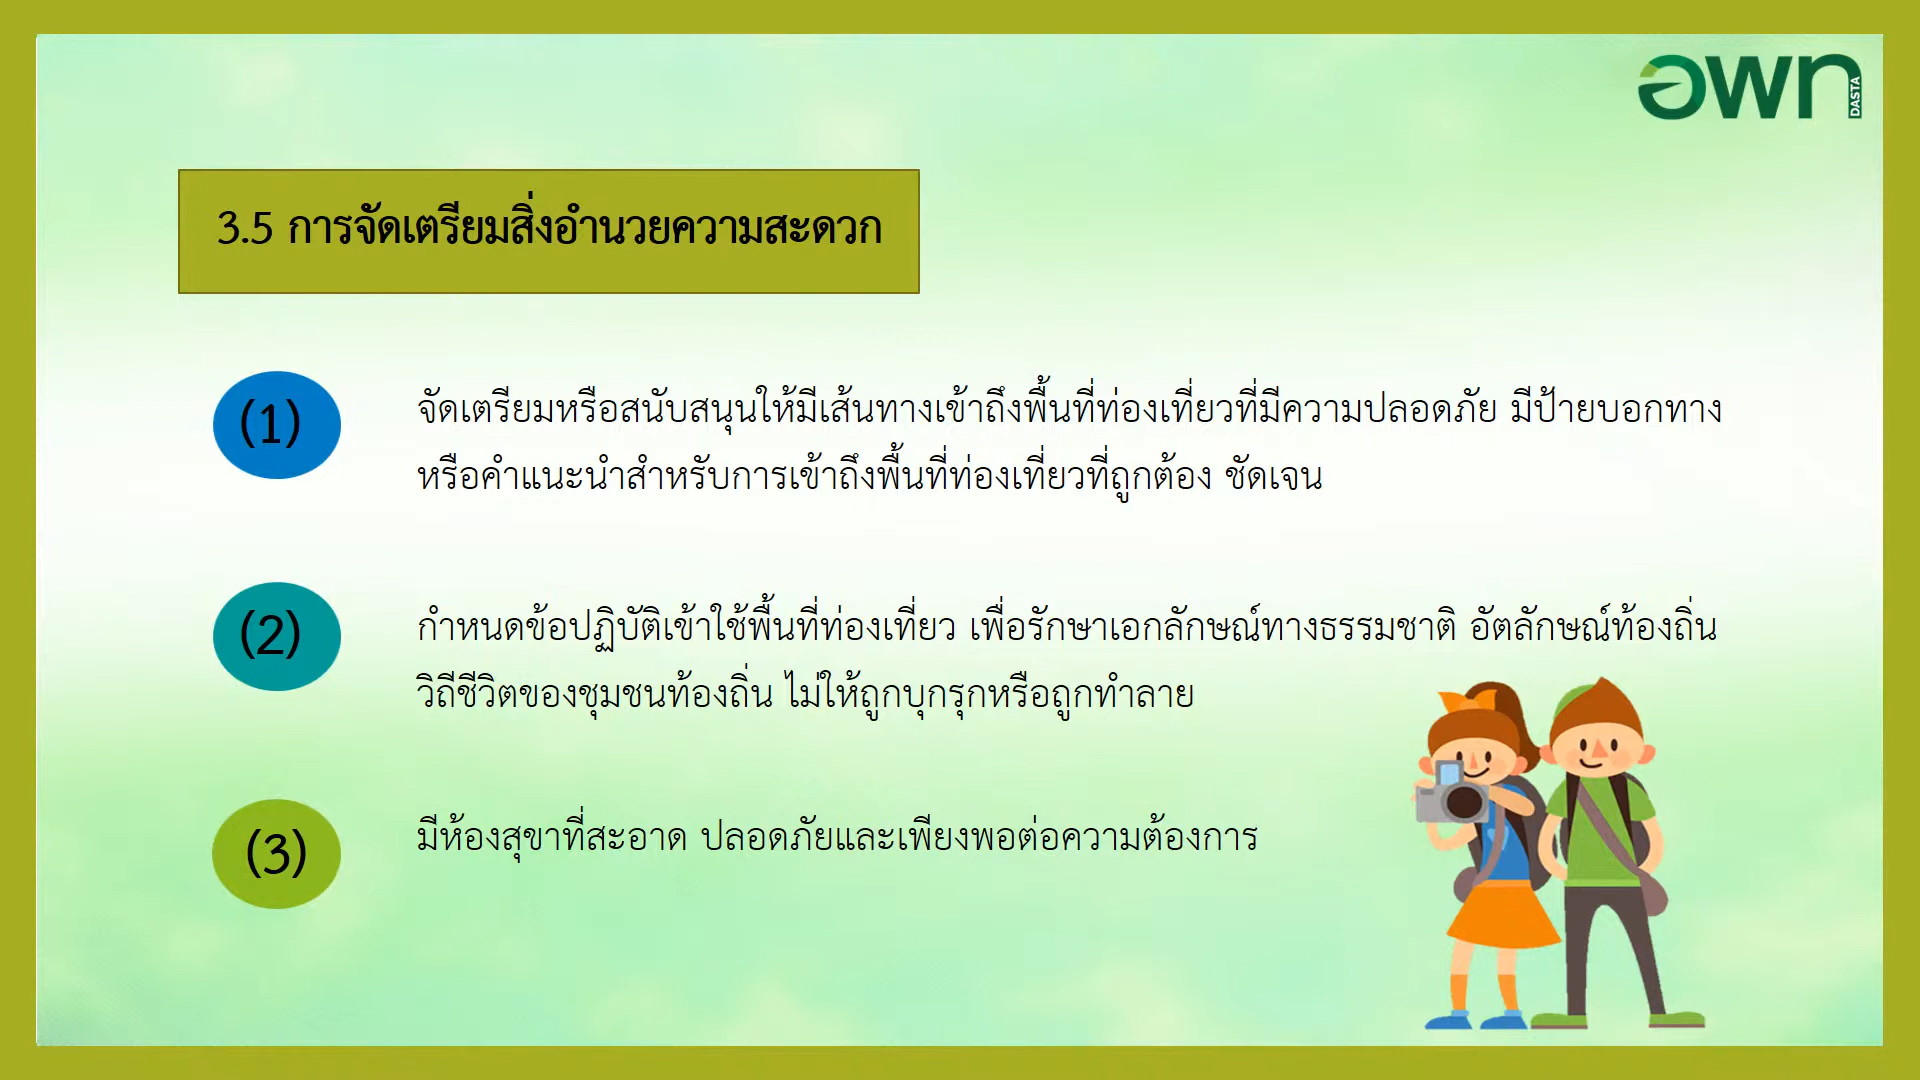 อพท
DASTA
3.5 การจัดเตรียมสิ่งอำนวยความสะดวก
(1)
จัดเตรียมหรือสนับสนุนให้มีเส้นทางเข้าถึงพื้นที่ท่องเที่ยวที่มีความปลอดภัย มีป้ายบอกทาง
หรือคำแนะนำสำหรับการเข้าถึงพื้นที่ท่องเที่ยวที่ถูกต้อง ชัดเจน
(2)
กำหนดข้อปฏิบัติเข้าใช้พื้นที่ท่องเที่ยว เพื่อรักษาเอกลักษณ์ทางธรรมชาติ อัตลักษณ์ท้องถิ่น
วิถีชีวิตของชุมชนท้องถิ่น ไม่ให้ถูกบุกรุกหรือถูกทำลาย
(3)
มีห้องสุขาที่สะอาด ปลอดภัยและเพียงพอต่อความต้องการ